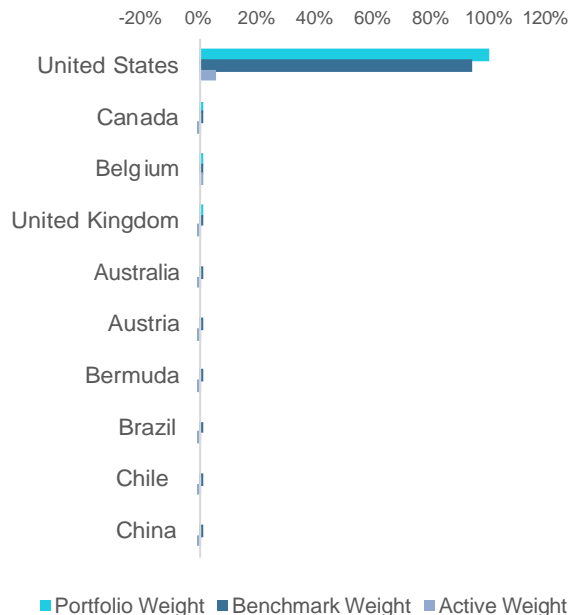 -20% 0% 20% 40% 60% 80% 100% 120%
United States
Canada
Belgium
United Kingdom
Australia
Austria
Bermuda
Brazil
Chile
China
Portfolio Weight Benchmark Weight Active Weight